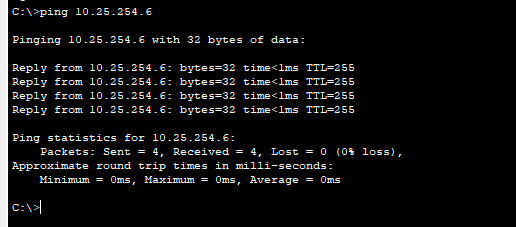 C:\>ping 10.25.254.6
Pinging 10.25.254.6 with 32 bytes of data:
Reply from 10.25.254.6: bytes=32 time<1ms TTL=255
Reply from 10.25.254.6: bytes=32 time<1ms TTL=255
Reply from 10.25.254.6: bytes=32 time<1ms TTL=255
Reply from 10.25.254.6: bytes=32 time<1ms TTL=255
Ping statistics for 10.25.254.6:
Packets: Sent = 4, Received = 4, Lost = 0 (0% loss),
Approximate round trip times in milli-seconds:
Minimum = 0ms, Maximum = 0ms, Average = 0ms
C:\>